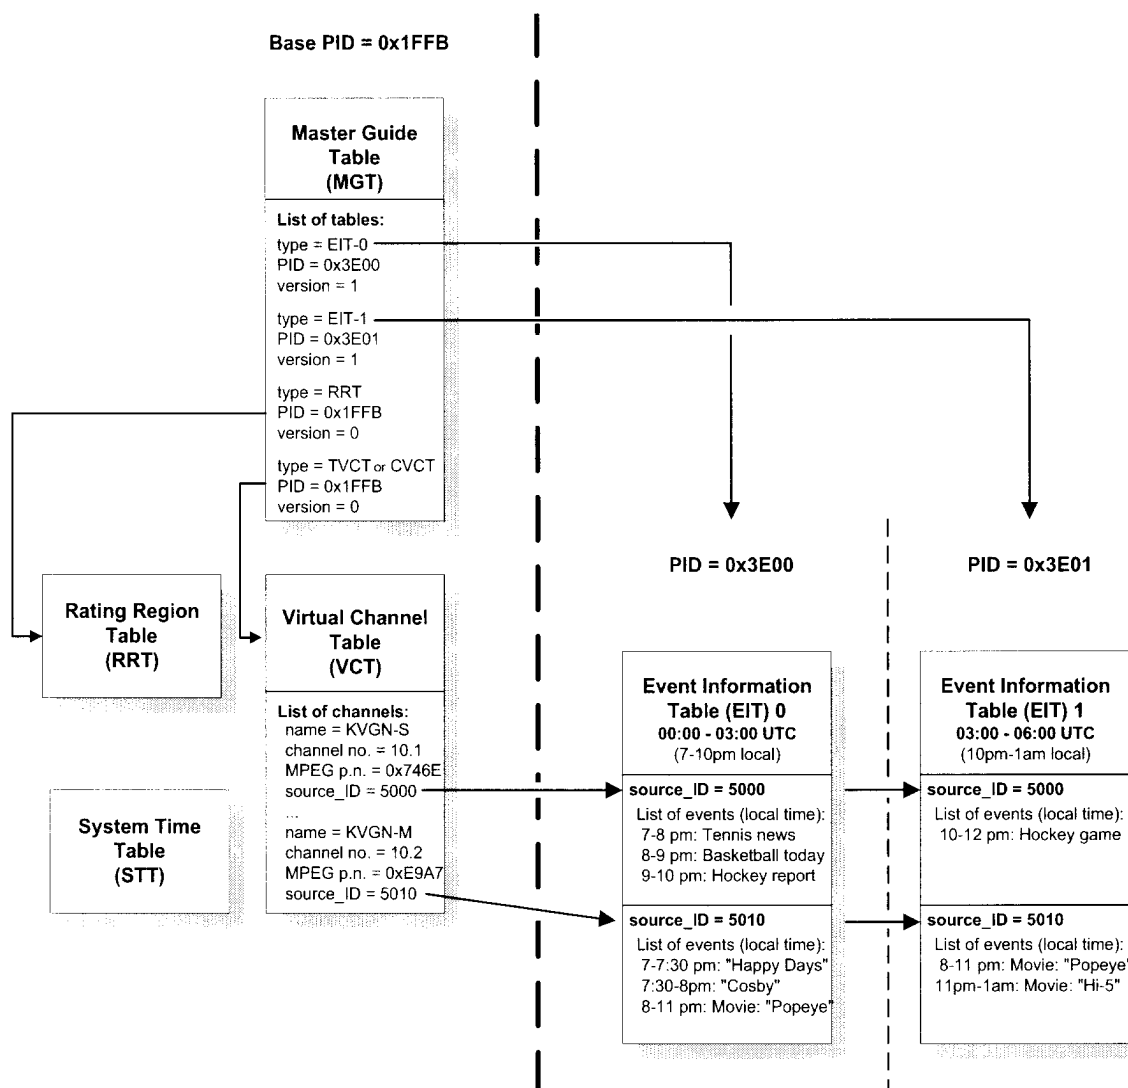 Base PID = 0x1FFB
Master Guide
Table
(MGT)
List of tables:
type = EIT-0
PID = 0x3E00
version = 1
type = EIT-1
PID = 0x3E01
version = 1
type = RRT
PID = 0x1FFB
version = 0
type = TVCT or CVCT
PID = 0x1FFB
version = 0
Rating Region
Table
(RRT)
System Time
Table
(STT)
Virtual Channel
Table
(VCT)
List of channels:
name = KVGN-S
channel no. = 10.1
MPEG p.n. = 0x746E
source_ID = 5000
...
name = KVGN-M
channel no. = 10.2
MPEG p.n. = 0xE9A7
source_ID = 5010
PID = 0x3E00
Event Information
Table (EIT) 0
00:00 - 03:00 UTC
(7-10pm local)
source_ID = 5000
List of events (local time):
7-8 pm: Tennis news
8-9 pm: Basketball today
9-10 pm: Hockey report
source_ID = 5010
List of events (local time):
7-7:30 pm: "Happy Days"
7:30-8pm: "Cosby"
8-11 pm: Movie: "Popeye"
PID = 0x3E01
Event Information
Table (EIT) 1
03:00 - 06:00 UTC
(10pm-1am local)
source_ID = 5000
List of events (local time):
10-12 pm: Hockey game
source_ID = 5010
List of events (local time):
8-11 pm: Movie: "Popeye"
11pm-1am: Movie: "Hi-5"